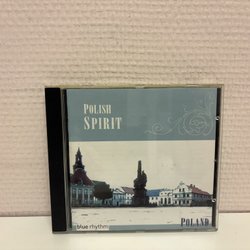 POLISH
SPIRIT
blue rhythm
POLAND